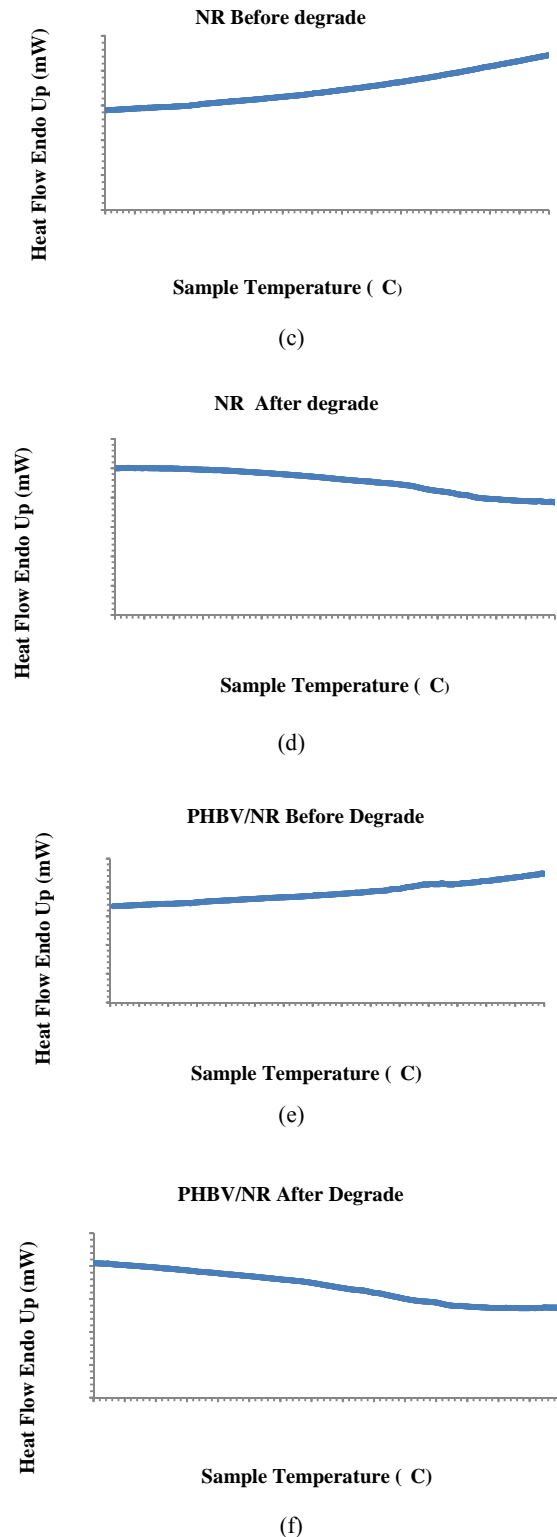 NR Before degrade
Heat Flow Endo Up (mW)
Sample Temperature ( C)
(c)
NR After degrade
Heat Flow Endo Up (mW)
Sample Temperature ( C)
(d)
PHBV/NR Before Degrade
Heat Flow Endo Up (mW)
Sample Temperature ( C)
(e)
PHBV/NR After Degrade
Heat Flow Endo Up (mW)
Sample Temperature ( C)
(f)